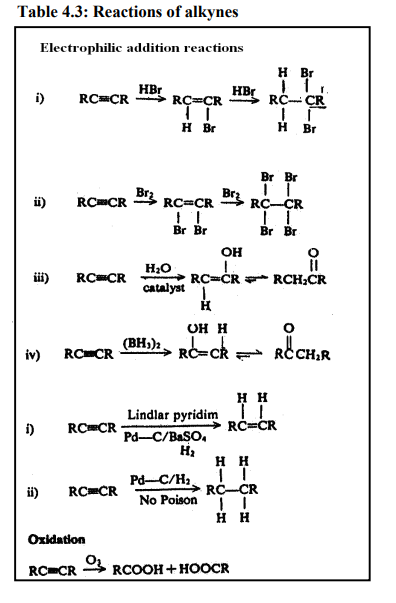 Table 4.3: Reactions of alkynes
Electrophilic addition reactions
H Br
i) RC≡CR HBr RC=CR HBr RC—CR
H Br H Br
Br Br
ii) RC≡CR Br₂ RC=CR Br₂ RC—CR
Br Br Br Br
OH O
iii) RC≡CR H₂O catalyst RC=CR ⇌ RCH₂CR
H
OH H O
iv) RC≡CR (BH₃)₂ RC=CR ⇌ RCCH₂R
H H
i) RC≡CR Lindlar pyridim RC=CR
Pd—C/BaSO₄
H₂
H H
ii) RC≡CR Pd—C/H₂ RC—CR
No Poison
H H
Oxidation
RC≡CR O₃ RCOOH + HOOCR